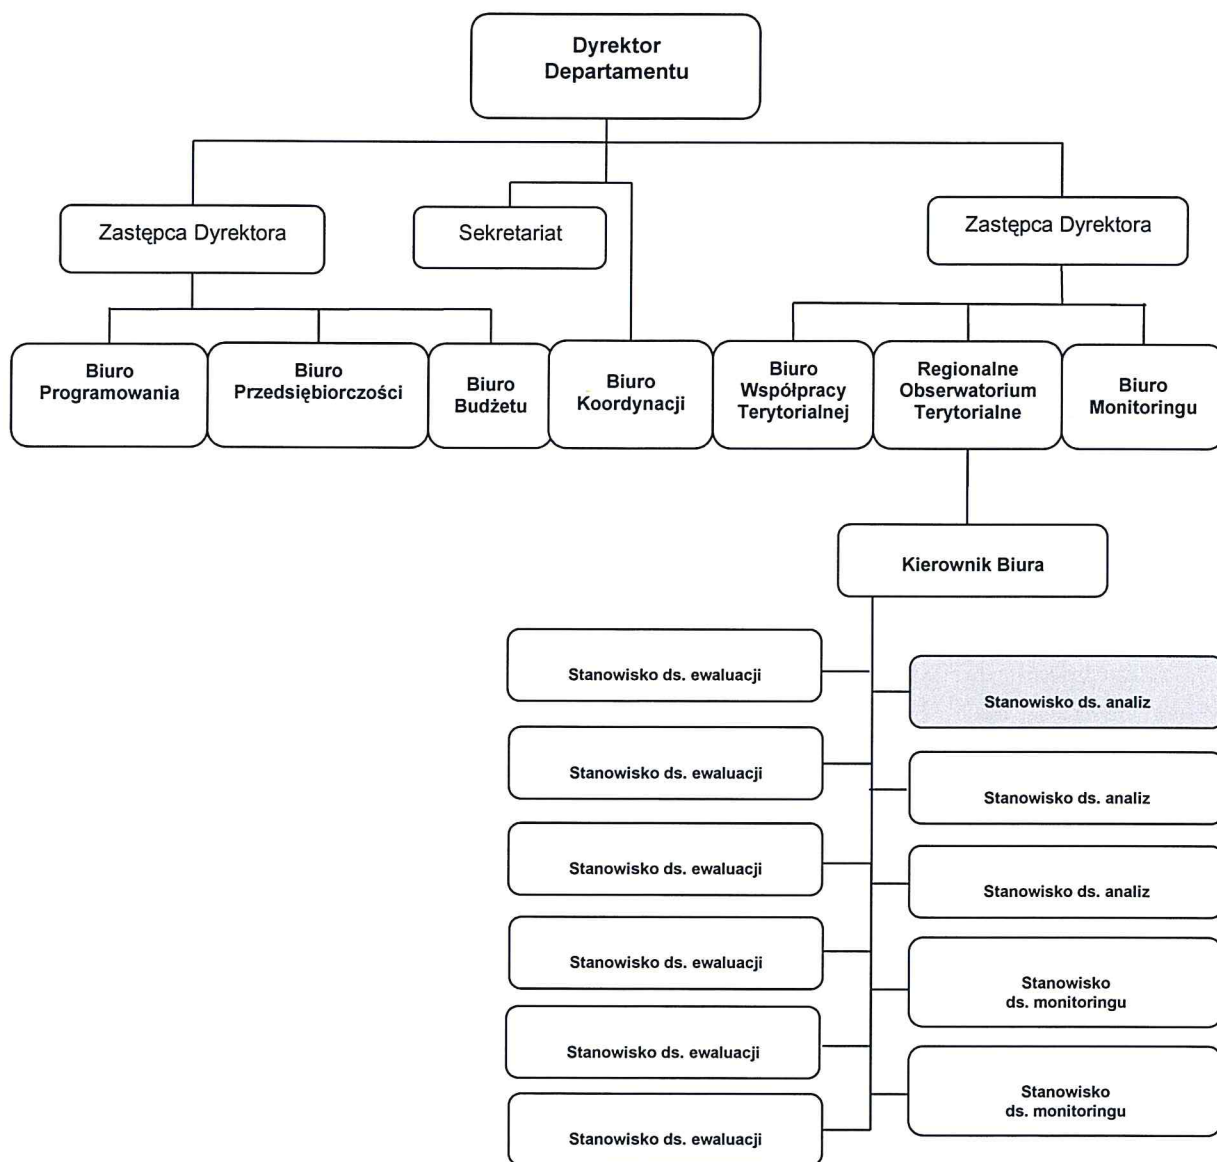 Dyrektor
Departamentu
Zastępca Dyrektora
Sekretariat
Zastępca Dyrektora
Biuro
Programowania
Biuro
Przedsiębiorczości
Biuro
Budżetu
Biuro
Koordynacji
Biuro
Współpracy
Terytorialnej
Regionalne
Obserwatorium
Terytorialne
Biuro
Monitoringu
Kierownik Biura
Stanowisko ds. ewaluacji
Stanowisko ds. ewaluacji
Stanowisko ds. ewaluacji
Stanowisko ds. ewaluacji
Stanowisko ds. ewaluacji
Stanowisko ds. ewaluacji
Stanowisko ds. analiz
Stanowisko ds. analiz
Stanowisko ds. analiz
Stanowisko
ds. monitoringu
Stanowisko
ds. monitoringu